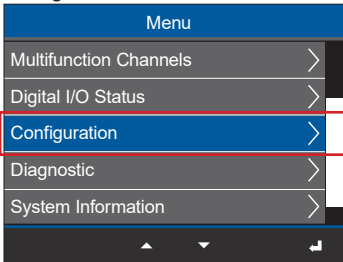 Menu
Multifunction Channels
Digital I/O Status
Configuration
Diagnostic
System Information